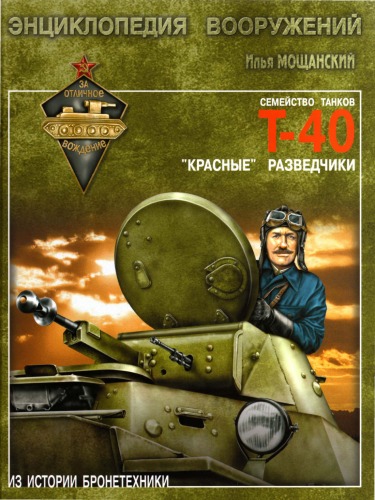 ЭНЦИКЛОПЕДИЯ ВООРУЖЕНИЙ
Илья МОЩАНСКИЙ
ЗА
ОТЛИЧНОЕ
ВОЖДЕНИЕ
СЕМЕЙСТВО ТАНКОВ
Т-40
"КРАСНЫЕ" РАЗВЕДЧИКИ
ИЗ ИСТОРИИ БРОНЕТЕХНИКИ